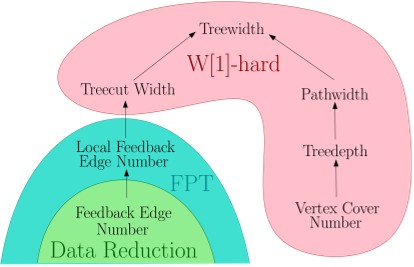 Treewidth
W[1]-hard
Treecut Width
Pathwidth
Local Feedback
Edge Number
Treedepth
FPT
Feedback Edge
Number
Vertex Cover
Number
Data Reduction